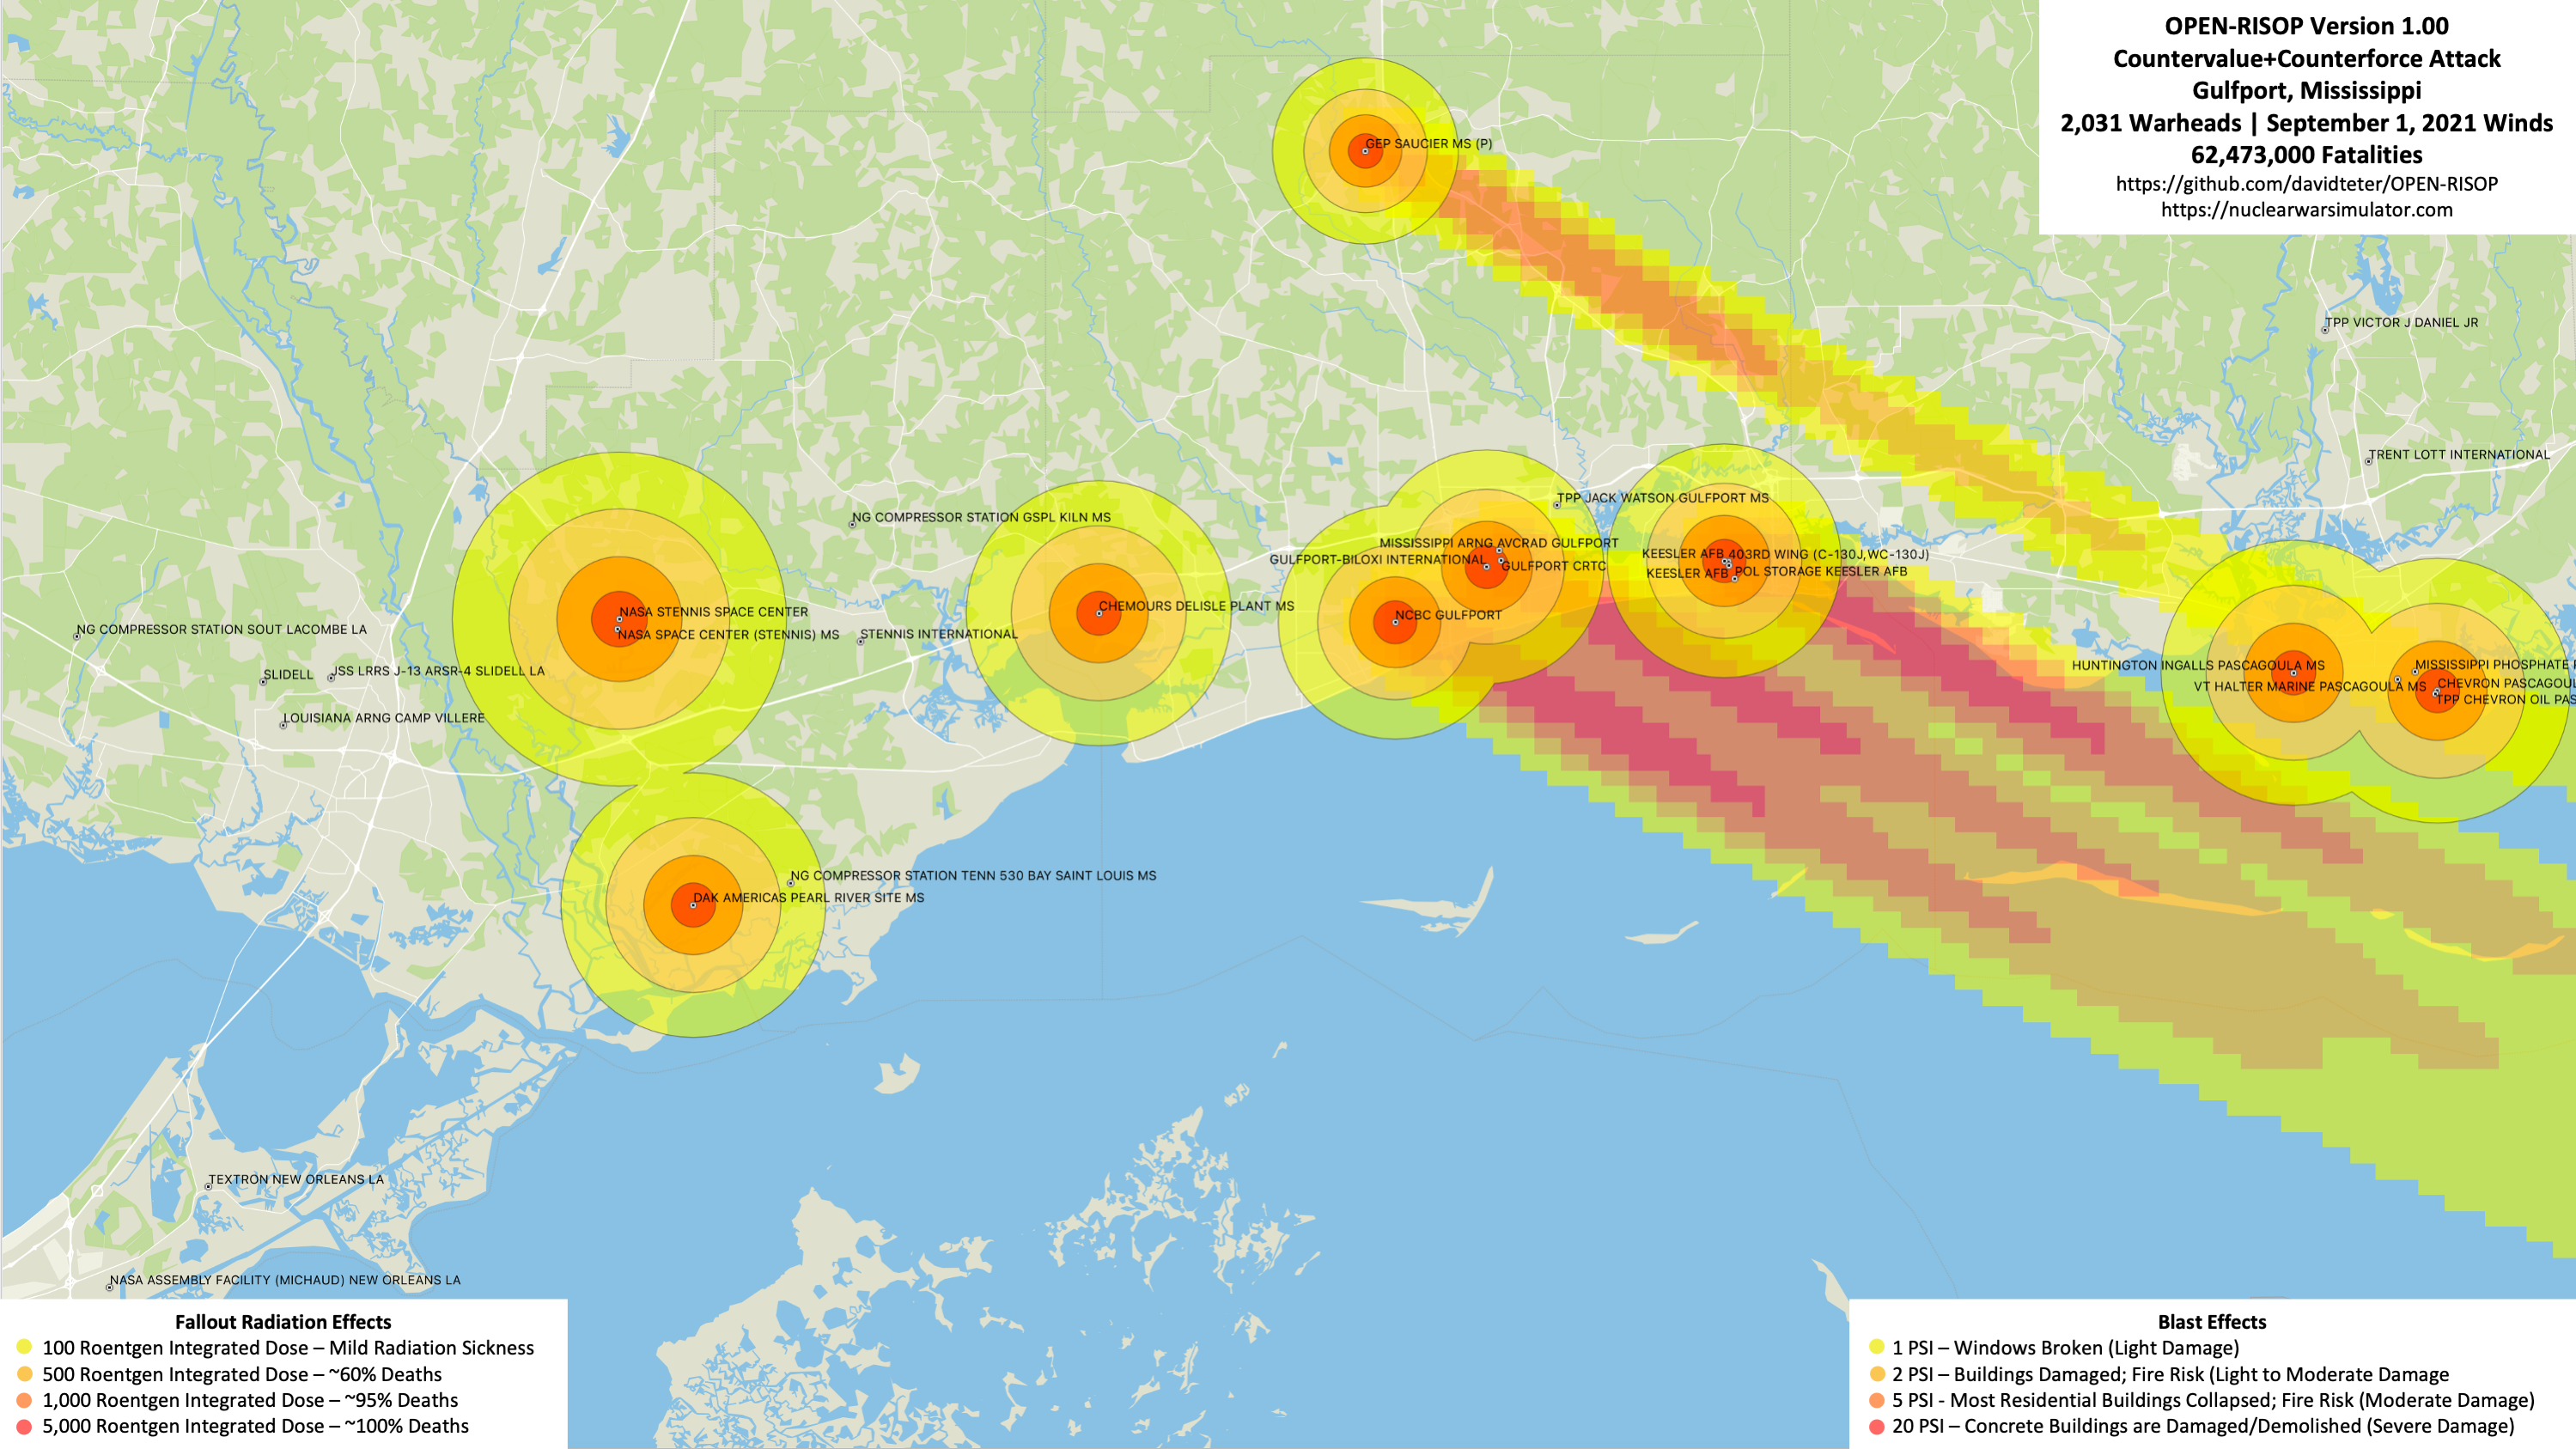 OPEN-RISOP Version 1.00
Countervalue+Counterforce Attack
Gulfport, Mississippi
2,031 Warheads | September 1, 2021 Winds
62,473,000 Fatalities
https://github.com/davidteter/OPEN-RISOP
https://nuclearwarsimulator.com
GEP SAUCIER MS (P)
TPP VICTOR J DANIEL JR
TRENT LOTT INTERNATIONAL
TPP JACK WATSON GULFPORT MS
NG COMPRESSOR STATION GSPL KILN MS
MISSISSIPPI ARNG AVCRAD GULFPORT
GULFPORT-BILOXI INTERNATIONAL
GULFPORT CRTC
KEESLER AFB 403RD WING (C-130J,WC-130J)
KEESLER AFB
POL STORAGE KEESLER AFB
NASA STENNIS SPACE CENTER
CHEMOURS DELISLE PLANT MS
NCBC GULFPORT
NG COMPRESSOR STATION SOUT LACOMBE LA
NASA SPACE CENTER (STENNIS) MS
STENNIS INTERNATIONAL
SLIDELL
JSS LRRS J-13 ARSR-4 SLIDELL LA
HUNTINGTON INGALLS PASCAGOULA MS
MISSISSIPPI PHOSPHATE
VT HALTER MARINE PASCAGOULA MS
CHEVRON PASCAGOUL
TPP CHEVRON OIL PAS
LOUISIANA ARNG CAMP VILLERE
NG COMPRESSOR STATION TENN 530 BAY SAINT LOUIS MS
DAK AMERICAS PEARL RIVER SITE MS
TEXTRON NEW ORLEANS LA
NASA ASSEMBLY FACILITY (MICHAUD) NEW ORLEANS LA
Fallout Radiation Effects
100 Roentgen Integrated Dose – Mild Radiation Sickness
500 Roentgen Integrated Dose – ~60% Deaths
1,000 Roentgen Integrated Dose – ~95% Deaths
5,000 Roentgen Integrated Dose – ~100% Deaths
Blast Effects
1 PSI – Windows Broken (Light Damage)
2 PSI – Buildings Damaged; Fire Risk (Light to Moderate Damage
5 PSI - Most Residential Buildings Collapsed; Fire Risk (Moderate Damage)
20 PSI – Concrete Buildings are Damaged/Demolished (Severe Damage)